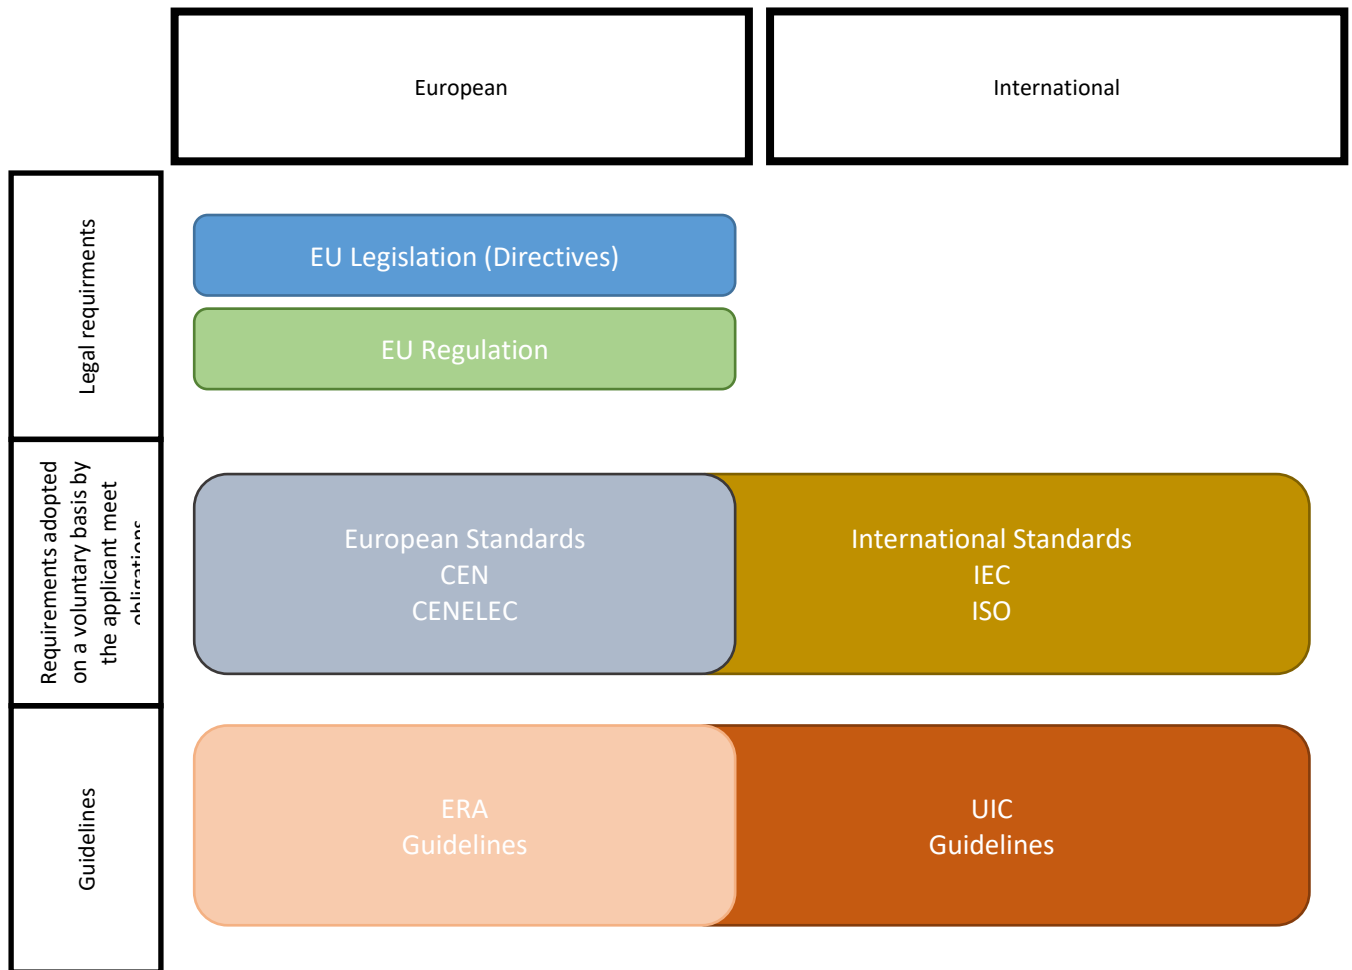 European
International
Legal requirments
EU Legislation (Directives)
EU Regulation
Requirements adopted
on a voluntary basis by
the applicant meet
obligations
European Standards
CEN
CENELEC
International Standards
IEC
ISO
Guidelines
ERA
Guidelines
UIC
Guidelines